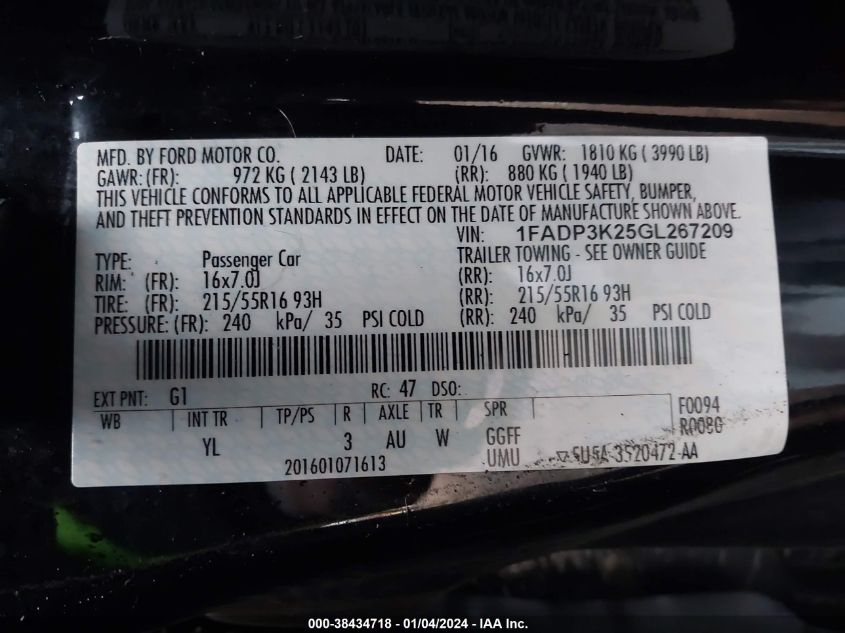 MFD. BY FORD MOTOR CO. DATE: 01/16 GVWR: 1810 KG ( 3990 LB)
GAWR: (FR): 972 KG ( 2143 LB) (RR): 880 KG ( 1940 LB)
THIS VEHICLE CONFORMS TO ALL APPLICABLE FEDERAL MOTOR VEHICLE SAFETY, BUMPER,
AND THEFT PREVENTION STANDARDS IN EFFECT ON THE DATE OF MANUFACTURE SHOWN ABOVE.
VIN: 1FADP3K25GL267209
TYPE: Passenger Car TRAILER TOWING - SEE OWNER GUIDE
RIM: (FR): 16x7.0J (RR): 16x7.0J
TIRE: (FR): 215/55R16 93H (RR): 215/55R16 93H
PRESSURE: (FR): 240 kPa/ 35 PSI COLD (RR): 240 kPa/ 35 PSI COLD
EXT PNT: G1 RC: 47 DSO:
WB INT TR TP/PS R AXLE TR SPR F0094
R0080
YL 3 AU W GGFF
201601071613 UMU 5U5A-3520472-AA
000-38434718 - 01/04/2024 - IAA Inc.